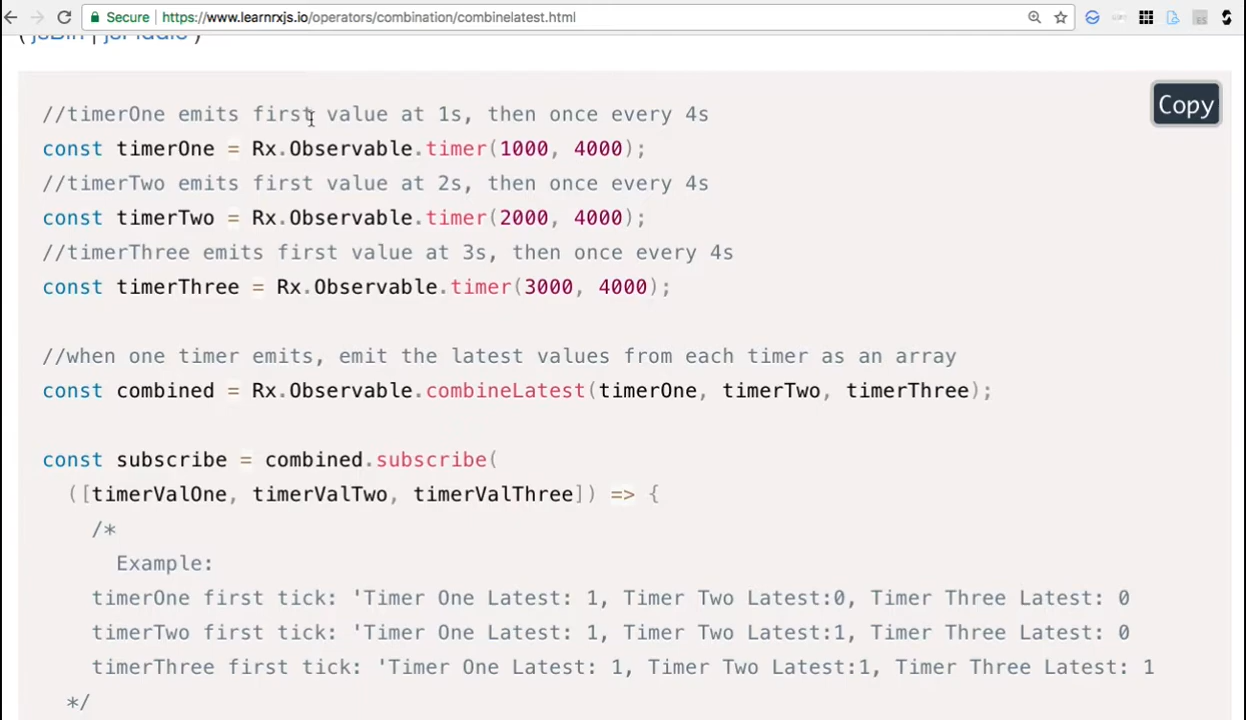 Secure | https://www.learnrxjs.io/operators/combination/combinelatest.html
(jsBin | jsFiddle )
Copy
//timerOne emits first value at 1s, then once every 4s
const timerOne = Rx.Observable.timer(1000, 4000);
//timerTwo emits first value at 2s, then once every 4s
const timerTwo = Rx.Observable.timer(2000, 4000);
//timerThree emits first value at 3s, then once every 4s
const timerThree = Rx.Observable.timer(3000, 4000);
//when one timer emits, emit the latest values from each timer as an array
const combined = Rx.Observable.combineLatest(timerOne, timerTwo, timerThree);
const subscribe = combined.subscribe(
([timerValOne, timerValTwo, timerValThree]) => {
/*
Example:
timerOne first tick: 'Timer One Latest: 1, Timer Two Latest:0, Timer Three Latest: 0
timerTwo first tick: 'Timer One Latest: 1, Timer Two Latest:1, Timer Three Latest: 0
timerThree first tick: 'Timer One Latest: 1, Timer Two Latest:1, Timer Three Latest: 1
*/